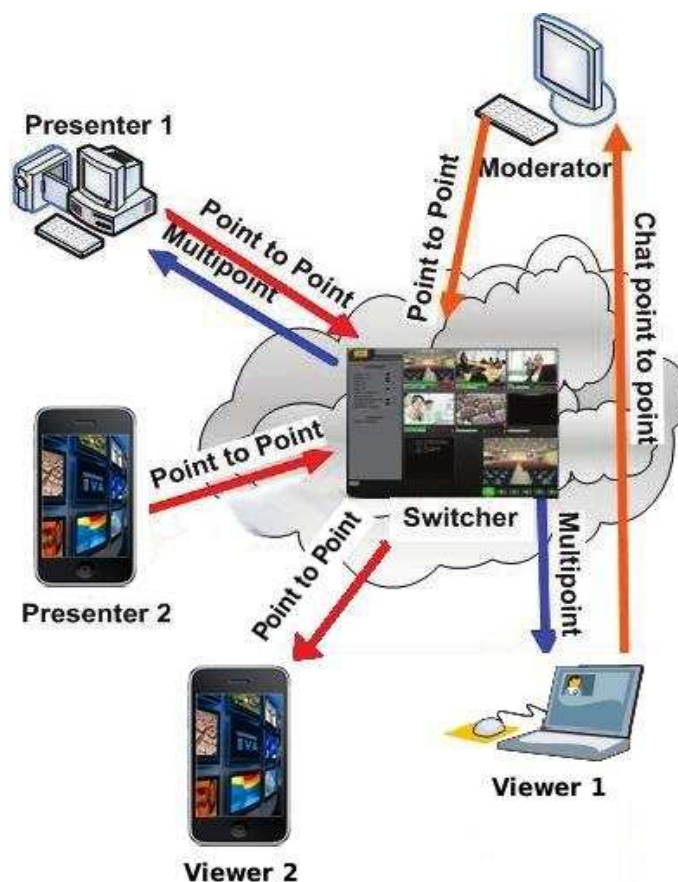 Presenter 1
Moderator
Point to Point
Multipoint
Point to Point
Chat point to point
Point to Point
Switcher
Multipoint
Point to Point
Presenter 2
Viewer 1
Viewer 2